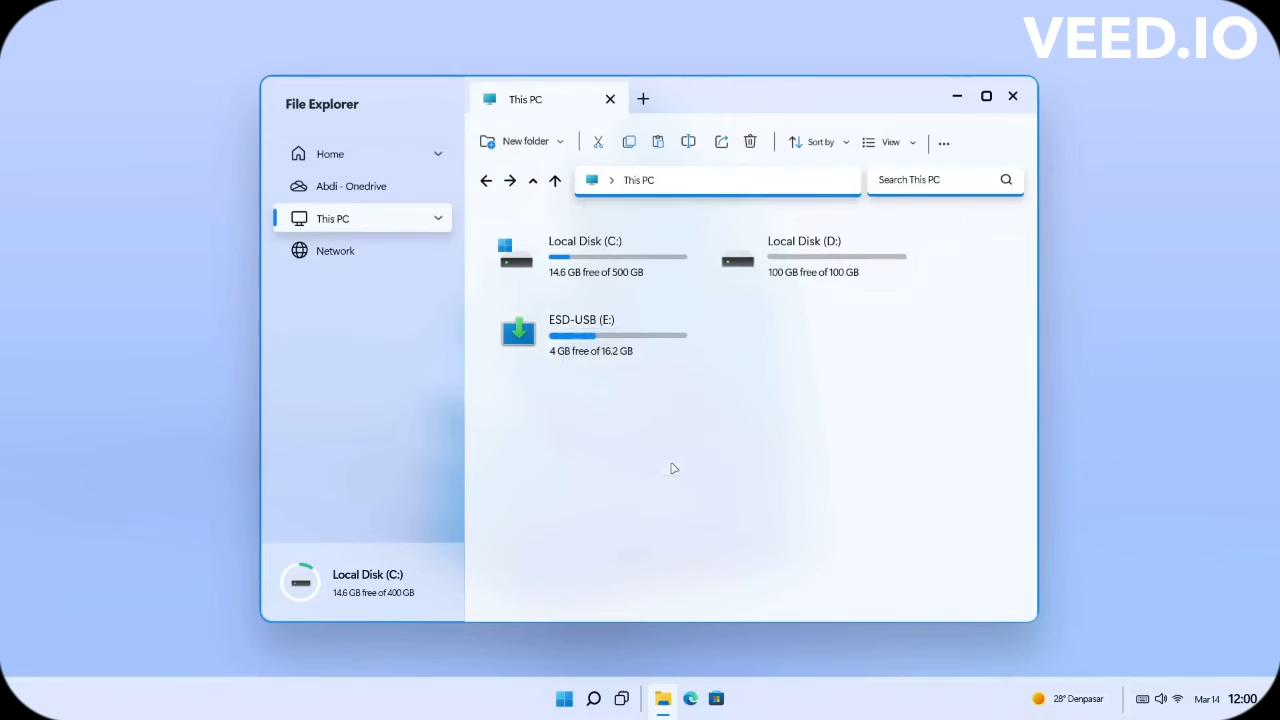 VEED.IO
File Explorer
This PC
New folder
Sort by
View
Home
Abdi - Onedrive
This PC
Network
This PC
Search This PC
Local Disk (C:)
14.6 GB free of 500 GB
Local Disk (D:)
100 GB free of 100 GB
ESD-USB (E:)
4 GB free of 16.2 GB
Local Disk (C:)
14.6 GB free of 400 GB
28° Denpasar
Mar 14
12:00